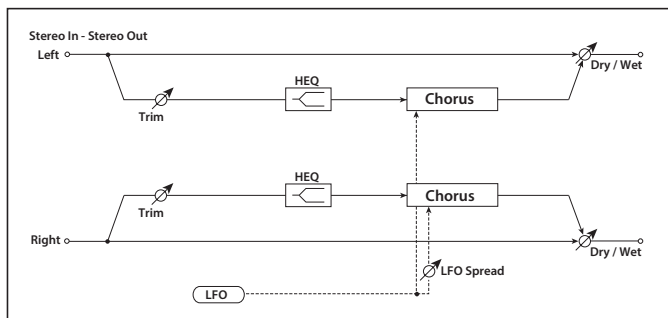 Stereo In - Stereo Out
Left
Dry / Wet
HEQ
Chorus
Trim
HEQ
Chorus
Trim
Right
Dry / Wet
LFO Spread
LFO